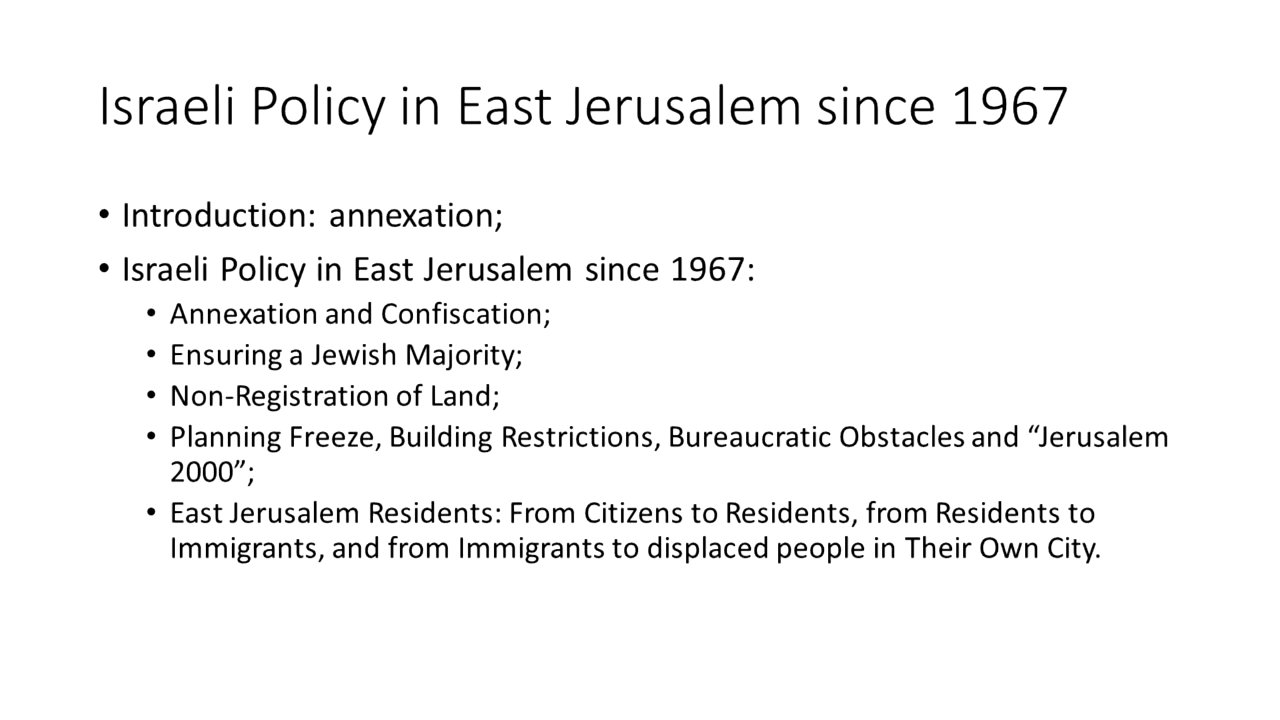 Israeli Policy in East Jerusalem since 1967
• Introduction: annexation;
• Israeli Policy in East Jerusalem since 1967:
• Annexation and Confiscation;
• Ensuring a Jewish Majority;
• Non-Registration of Land;
• Planning Freeze, Building Restrictions, Bureaucratic Obstacles and “Jerusalem
2000”;
• East Jerusalem Residents: From Citizens to Residents, from Residents to
Immigrants, and from Immigrants to displaced people in Their Own City.